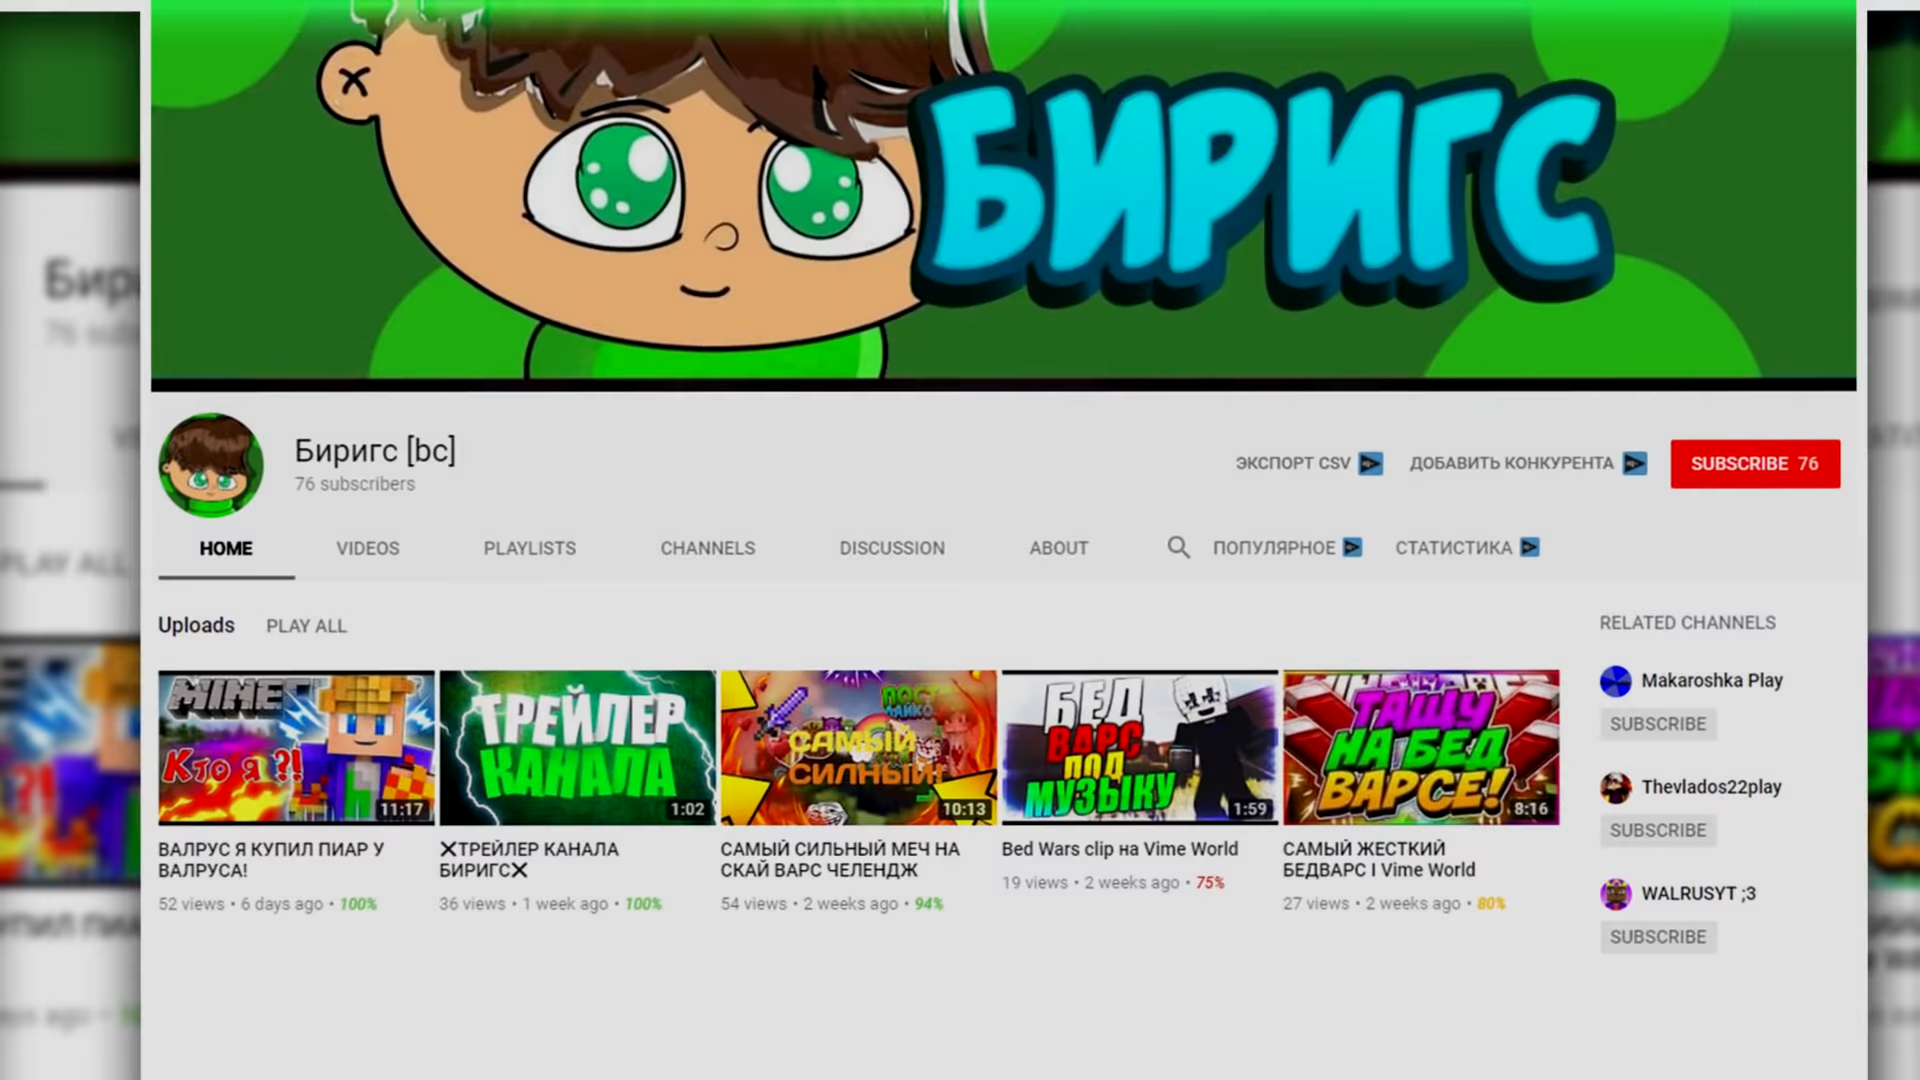 БИРИГС
Биригс [bc]
76 subscribers
ЭКСПОРТ CSV
ДОБАВИТЬ КОНКУРЕНТА
SUBSCRIBE 76
HOME
VIDEOS
PLAYLISTS
CHANNELS
DISCUSSION
ABOUT
ПОПУЛЯРНОЕ
СТАТИСТИКА
Uploads
PLAY ALL
MINE
Кто я ?!
11:17
ВАЛРУС Я КУПИЛ ПИАР У
ВАЛРУСА!
52 views • 6 days ago • 100%
ТРЕЙЛЕР
КАНАЛА
1:02
❌ТРЕЙЛЕР КАНАЛА
БИРИГС❌
36 views • 1 week ago • 100%
САМЫЙ
СИЛНЫЙ!
10:13
САМЫЙ СИЛЬНЫЙ МЕЧ НА
СКАЙ ВАРС ЧЕЛЕНДЖ
54 views • 2 weeks ago • 94%
БЕД
ВАРС
ПОД
МУЗЫКУ
1:59
Bed Wars clip на Vime World
19 views • 2 weeks ago • 75%
ТАЩУ
НА БЕД
ВАРСЕ!
8:16
САМЫЙ ЖЕСТКИЙ
БЕДВАРС I Vime World
27 views • 2 weeks ago • 80%
RELATED CHANNELS
Makaroshka Play
SUBSCRIBE
Thevlados22play
SUBSCRIBE
WALRUSYT ;3
SUBSCRIBE